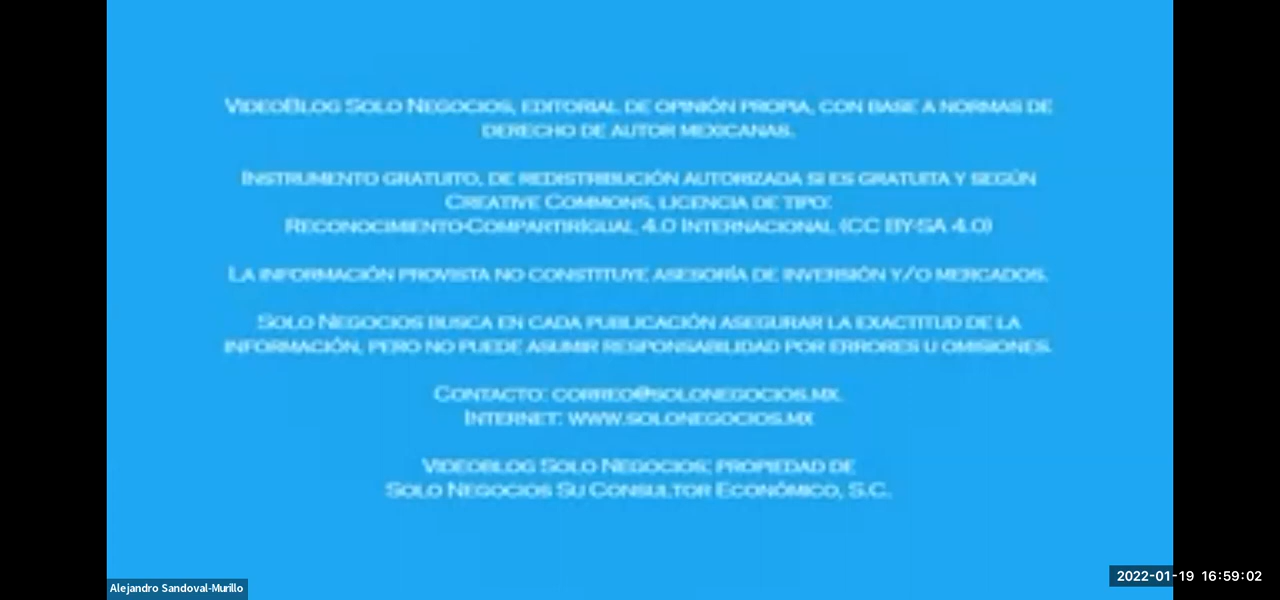 VideoBlog Solo Negocios, editorial de opinión propia, con base a normas de
derecho de autor mexicanas.
Instrumento gratuito, de redistribución autorizada si es gratuita y según
Creative Commons, licencia de tipo:
Reconocimiento-CompartirIgual 4.0 Internacional (CC BY-SA 4.0)
La información provista no constituye asesoría de inversión y/o mercados.
Solo Negocios busca en cada publicación asegurar la exactitud de la
información, pero no puede asumir responsabilidad por errores u omisiones.
Contacto: correo@solonegocios.mx.
Internet: www.solonegocios.mx
Videoblog Solo Negocios: propiedad de
Solo Negocios Su Consultor Económico, S.C.
Alejandro Sandoval-Murillo
2022-01-19 16:59:02